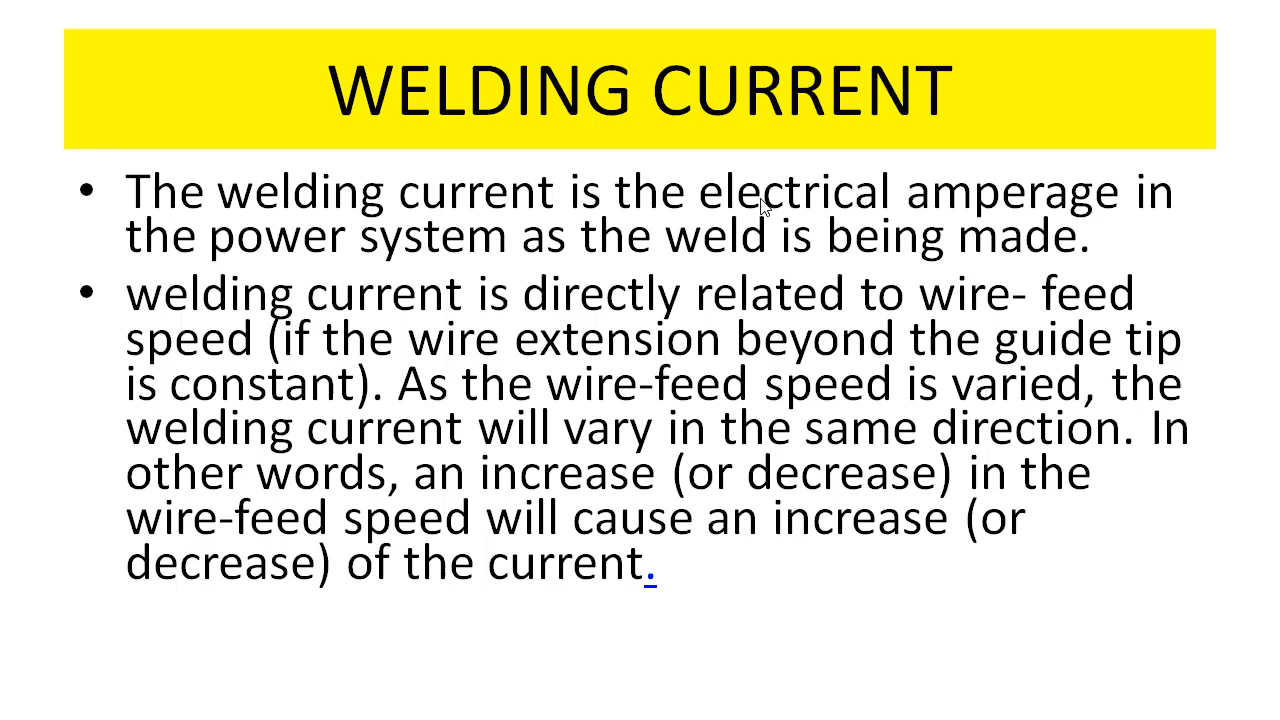 WELDING CURRENT
• The welding current is the electrical amperage in
the power system as the weld is being made.
• welding current is directly related to wire- feed
speed (if the wire extension beyond the guide tip
is constant). As the wire-feed speed is varied, the
welding current will vary in the same direction. In
other words, an increase (or decrease) in the
wire-feed speed will cause an increase (or
decrease) of the current.